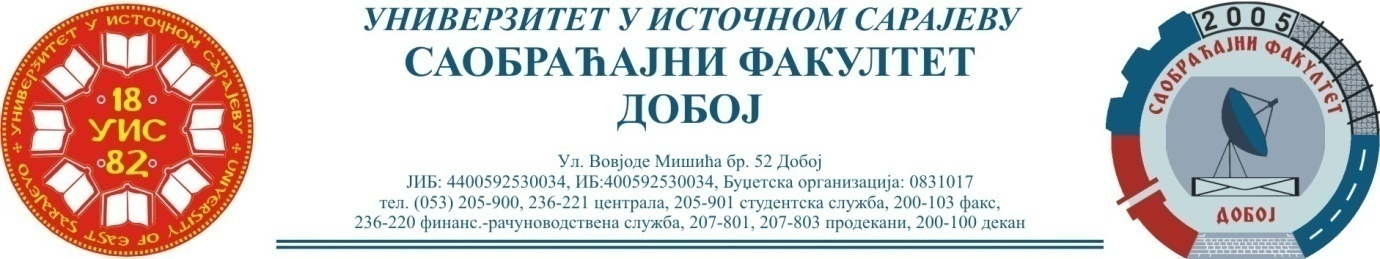 УНИВЕРЗИТЕТ У ИСТОЧНОМ САРАЈЕВУ
UNIVERSITY OF EAST SARAJEVO
18
УИС
82
УНИВЕРЗИТЕТ У ИСТОЧНОМ САРАЈЕВУ
САОБРАЋАЈНИ ФАКУЛТЕТ
ДОБОЈ
Ул. Вовјоде Мишића бр. 52 Добој
ЈИБ: 4400592530034, ИБ:400592530034, Буџетска организација: 0831017
тел. (053) 205-900, 236-221 централа, 205-901 студентска служба, 200-103 факс,
236-220 финанс.-рачуноводствена служба, 207-801, 207-803 продекани, 200-100 декан
2005
САОБРАЋАЈНИ ФАКУЛТЕТ
ДОБОЈ